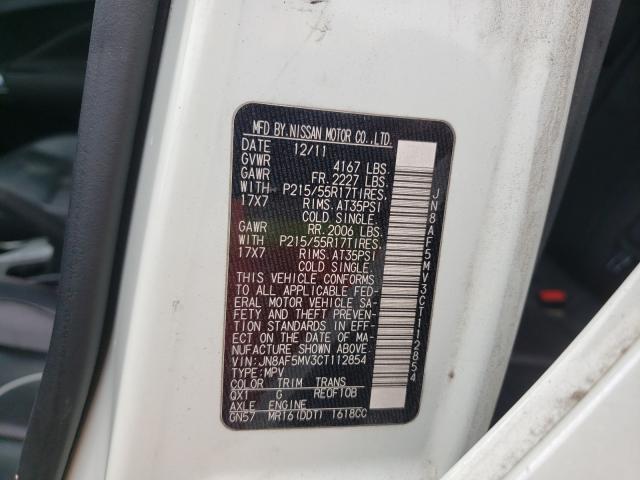 MFD BY.NISSAN MOTOR CO.,LTD.
DATE 12/11
GVWR 4167 LBS.
GAWR FR. 2227 LBS.
WITH P215/55R17TIRES,
17X7 RIMS. AT35PSI
COLD SINGLE.
GAWR RR. 2006 LBS.
WITH P215/55R17TIRES,
17X7 RIMS. AT35PSI
COLD SINGLE.
THIS VEHICLE CONFORMS
TO ALL APPLICABLE FED-
ERAL MOTOR VEHICLE SA-
FETY AND THEFT PREVEN-
TION STANDARDS IN EFF-
ECT ON THE DATE OF MA-
NUFACTURE SHOWN ABOVE.
VIN:JN8AF5MV3CT112854
TYPE:MPV
COLOR TRIM TRANS
QX1 G RE0F10B
AXLE ENGINE
GN57 MR16(DDT) 1618CC
JN8AF5MV3CT112854